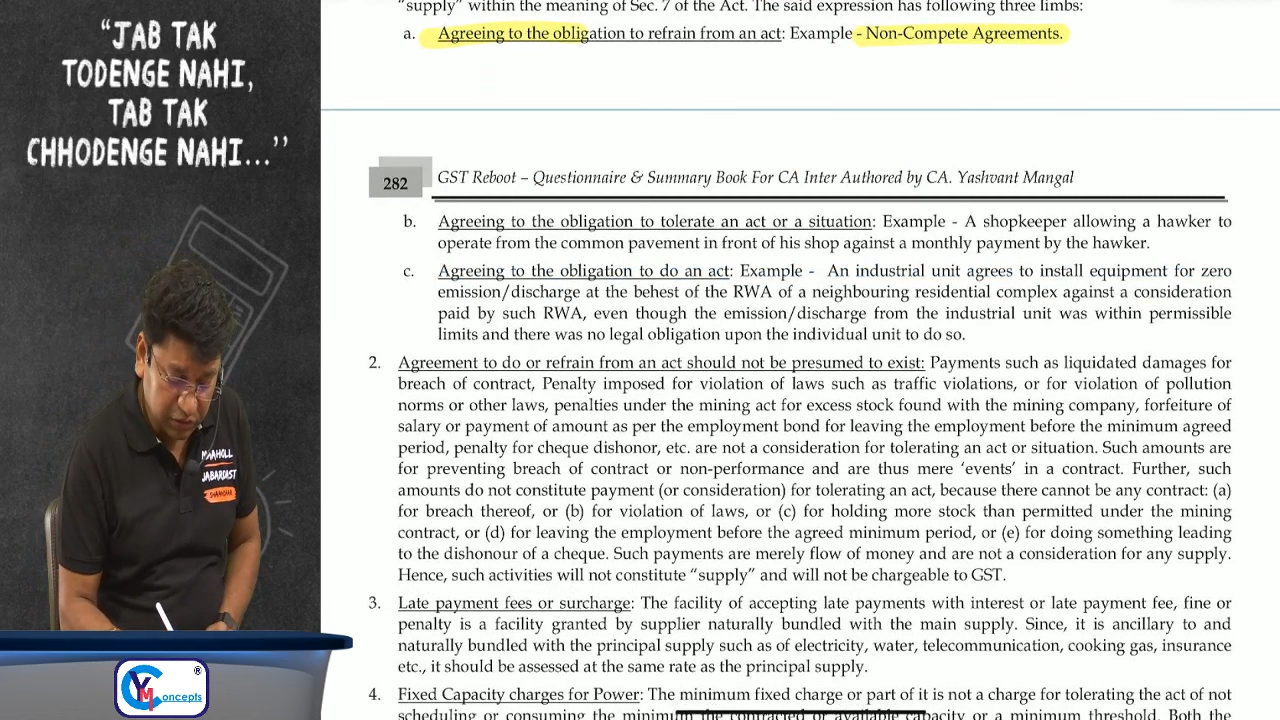 “JAB TAK
TODENGE NAHI,
TAB TAK
CHHODENGE NAHI...’’
“supply” within the meaning of Sec. 7 of the Act. The said expression has following three limbs:
a. Agreeing to the obligation to refrain from an act: Example - Non-Compete Agreements.
282 GST Reboot – Questionnaire & Summary Book For CA Inter Authored by CA. Yashvant Mangal
b. Agreeing to the obligation to tolerate an act or a situation: Example - A shopkeeper allowing a hawker to
operate from the common pavement in front of his shop against a monthly payment by the hawker.
c. Agreeing to the obligation to do an act: Example - An industrial unit agrees to install equipment for zero
emission/discharge at the behest of the RWA of a neighbouring residential complex against a consideration
paid by such RWA, even though the emission/discharge from the industrial unit was within permissible
limits and there was no legal obligation upon the individual unit to do so.
2. Agreement to do or refrain from an act should not be presumed to exist: Payments such as liquidated damages for
breach of contract, Penalty imposed for violation of laws such as traffic violations, or for violation of pollution
norms or other laws, penalties under the mining act for excess stock found with the mining company, forfeiture of
salary or payment of amount as per the employment bond for leaving the employment before the minimum agreed
period, penalty for cheque dishonor, etc. are not a consideration for tolerating an act or situation. Such amounts are
for preventing breach of contract or non-performance and are thus mere ‘events’ in a contract. Further, such
amounts do not constitute payment (or consideration) for tolerating an act, because there cannot be any contract: (a)
for breach thereof, or (b) for violation of laws, or (c) for holding more stock than permitted under the mining
contract, or (d) for leaving the employment before the agreed minimum period, or (e) for doing something leading
to the dishonour of a cheque. Such payments are merely flow of money and are not a consideration for any supply.
Hence, such activities will not constitute “supply” and will not be chargeable to GST.
3. Late payment fees or surcharge: The facility of accepting late payments with interest or late payment fee, fine or
penalty is a facility granted by supplier naturally bundled with the main supply. Since, it is ancillary to and
naturally bundled with the principal supply such as of electricity, water, telecommunication, cooking gas, insurance
etc., it should be assessed at the same rate as the principal supply.
4. Fixed Capacity charges for Power: The minimum fixed charge or part of it is not a charge for tolerating the act of not
scheduling or consuming the minimum the contracted or available capacity or a minimum threshold. Both the
JABARDAST
YM Concepts ®